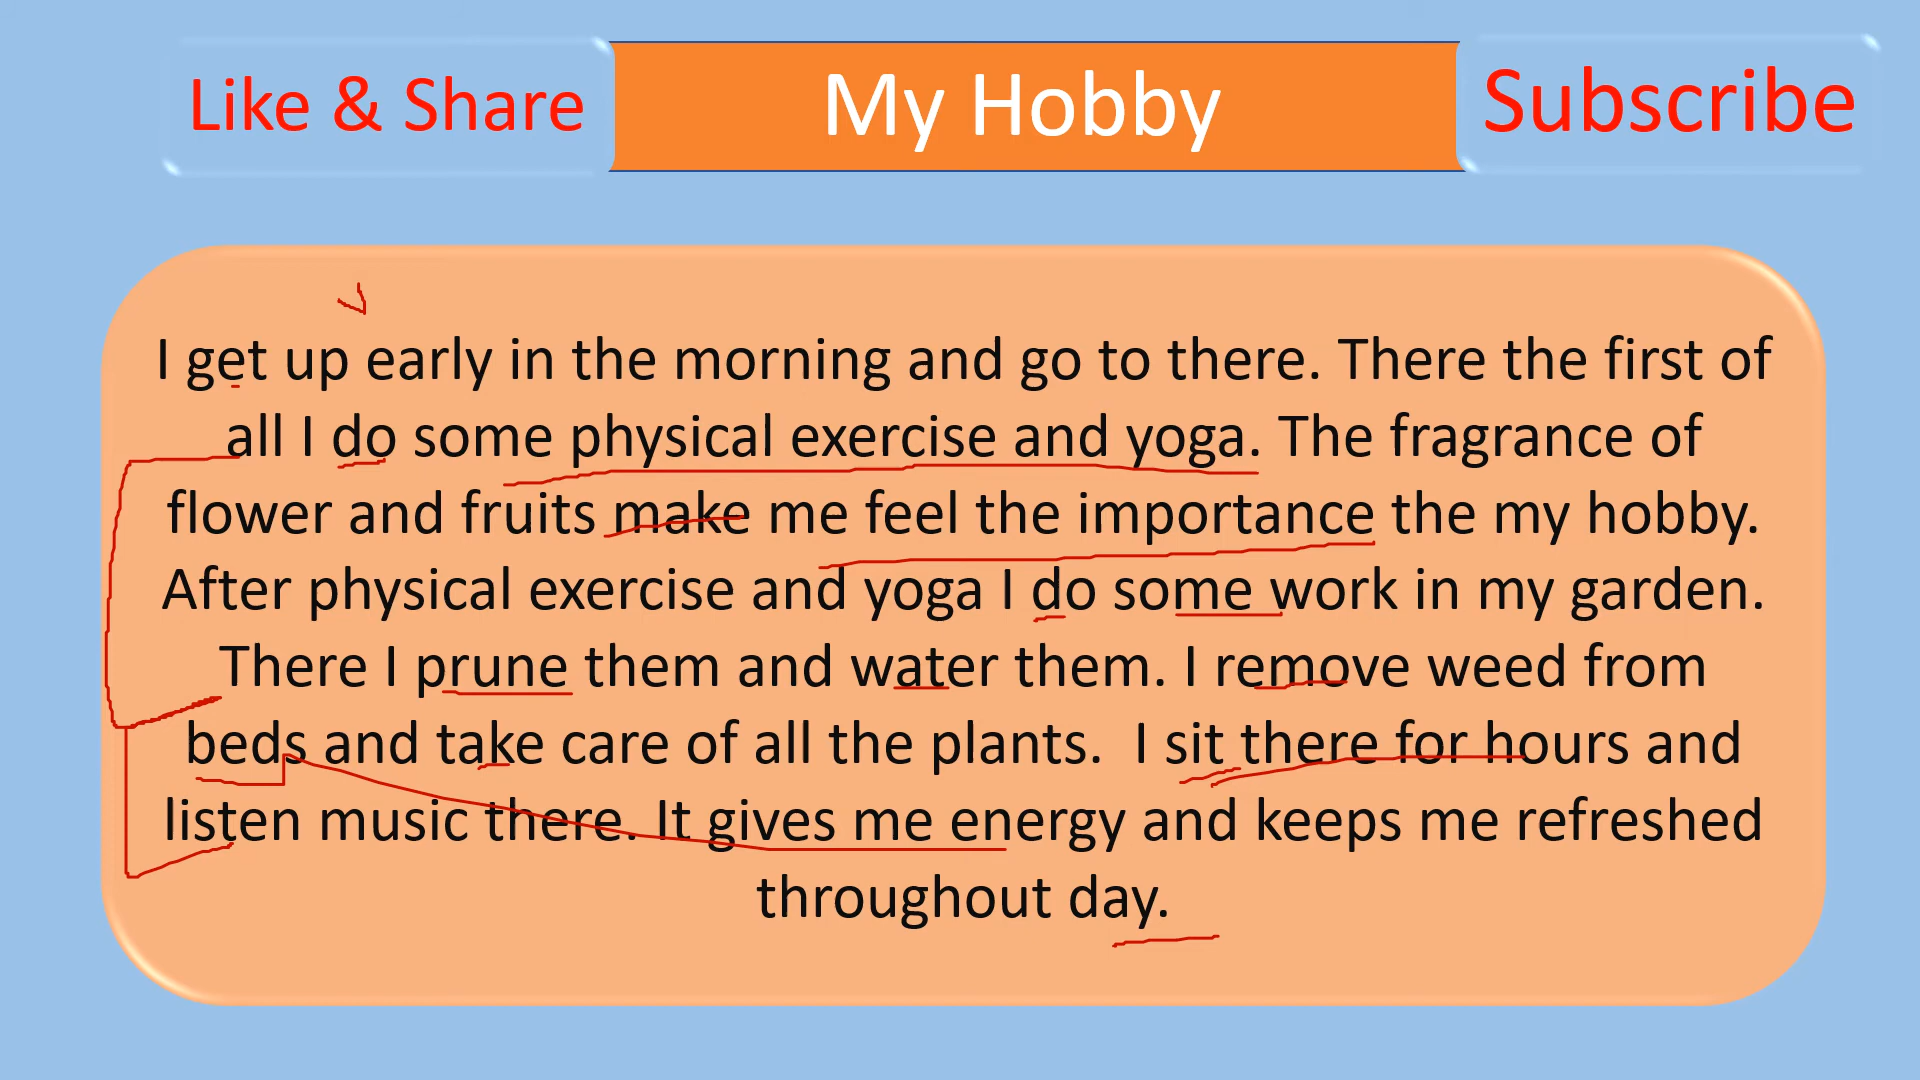 Like & Share
My Hobby
Subscribe
I get up early in the morning and go to there. There the first of
all I do some physical exercise and yoga. The fragrance of
flower and fruits make me feel the importance the my hobby.
After physical exercise and yoga I do some work in my garden.
There I prune them and water them. I remove weed from
beds and take care of all the plants.  I sit there for hours and
listen music there. It gives me energy and keeps me refreshed
throughout day.